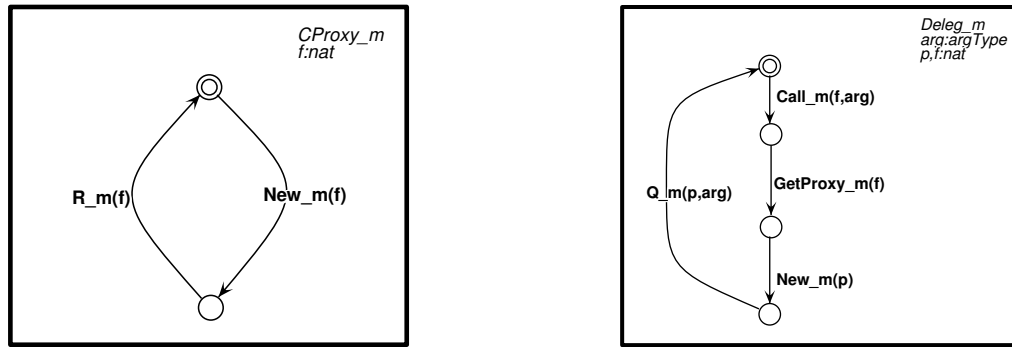 CProxy_m
f:nat
R_m(f)
New_m(f)
Deleg_m
arg:argType
p,f:nat
Call_m(f,arg)
GetProxy_m(f)
Q_m(p,arg)
New_m(p)